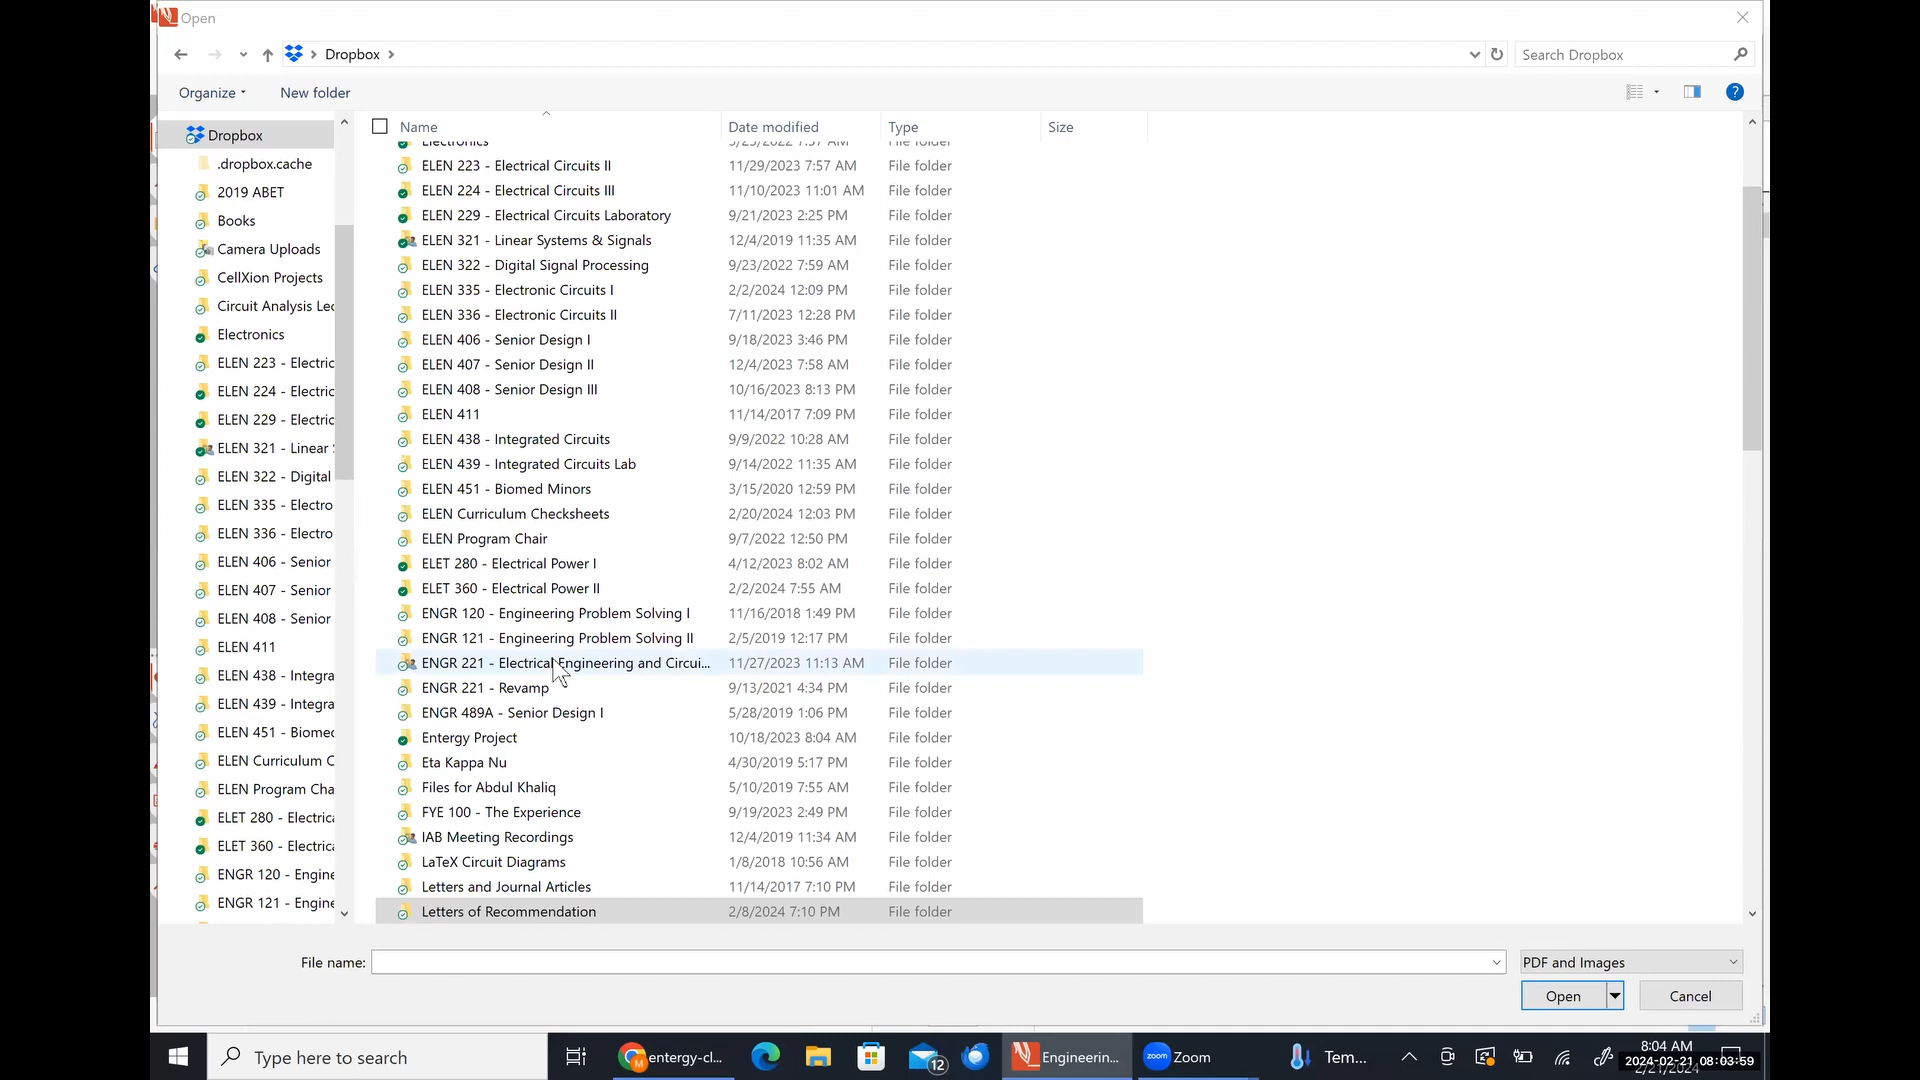 Open
Dropbox
Search Dropbox
Organize
New folder
Name Date modified Type Size
Dropbox
.dropbox.cache
2019 ABET
Books
Camera Uploads
CellXion Projects
Circuit Analysis Lec
Electronics
ELEN 223 - Electric
ELEN 224 - Electric
ELEN 229 - Electric
ELEN 321 - Linear
ELEN 322 - Digital
ELEN 335 - Electro
ELEN 336 - Electro
ELEN 406 - Senior
ELEN 407 - Senior
ELEN 408 - Senior
ELEN 411
ELEN 438 - Integra
ELEN 439 - Integra
ELEN 451 - Biomed
ELEN Curriculum C
ELEN Program Cha
ELET 280 - Electrica
ELET 360 - Electrica
ENGR 120 - Engine
ENGR 121 - Engine
Electronics File folder
ELEN 223 - Electrical Circuits II 11/29/2023 7:57 AM File folder
ELEN 224 - Electrical Circuits III 11/10/2023 11:01 AM File folder
ELEN 229 - Electrical Circuits Laboratory 9/21/2023 2:25 PM File folder
ELEN 321 - Linear Systems & Signals 12/4/2019 11:35 AM File folder
ELEN 322 - Digital Signal Processing 9/23/2022 7:59 AM File folder
ELEN 335 - Electronic Circuits I 2/2/2024 12:09 PM File folder
ELEN 336 - Electronic Circuits II 7/11/2023 12:28 PM File folder
ELEN 406 - Senior Design I 9/18/2023 3:46 PM File folder
ELEN 407 - Senior Design II 12/4/2023 7:58 AM File folder
ELEN 408 - Senior Design III 10/16/2023 8:13 PM File folder
ELEN 411 11/14/2017 7:09 PM File folder
ELEN 438 - Integrated Circuits 9/9/2022 10:28 AM File folder
ELEN 439 - Integrated Circuits Lab 9/14/2022 11:35 AM File folder
ELEN 451 - Biomed Minors 3/15/2020 12:59 PM File folder
ELEN Curriculum Checksheets 2/20/2024 12:03 PM File folder
ELEN Program Chair 9/7/2022 12:50 PM File folder
ELET 280 - Electrical Power I 4/12/2023 8:02 AM File folder
ELET 360 - Electrical Power II 2/2/2024 7:55 AM File folder
ENGR 120 - Engineering Problem Solving I 11/16/2018 1:49 PM File folder
ENGR 121 - Engineering Problem Solving II 2/5/2019 12:17 PM File folder
ENGR 221 - Electrical Engineering and Circui... 11/27/2023 11:13 AM File folder
ENGR 221 - Revamp 9/13/2021 4:34 PM File folder
ENGR 489A - Senior Design I 5/28/2019 1:06 PM File folder
Entergy Project 10/18/2023 8:04 AM File folder
Eta Kappa Nu 4/30/2019 5:17 PM File folder
Files for Abdul Khaliq 5/10/2019 7:55 AM File folder
FYE 100 - The Experience 9/19/2023 2:49 PM File folder
IAB Meeting Recordings 12/4/2019 11:34 AM File folder
LaTeX Circuit Diagrams 1/8/2018 10:56 AM File folder
Letters and Journal Articles 11/14/2017 7:10 PM File folder
Letters of Recommendation 2/8/2024 7:10 PM File folder
File name:
PDF and Images
Open
Cancel
Type here to search
entergy-cl...
12
Engineerin...
zoom
Zoom
Tem...
8:04 AM
2024-02-21, 08:03:59
2/21/2024